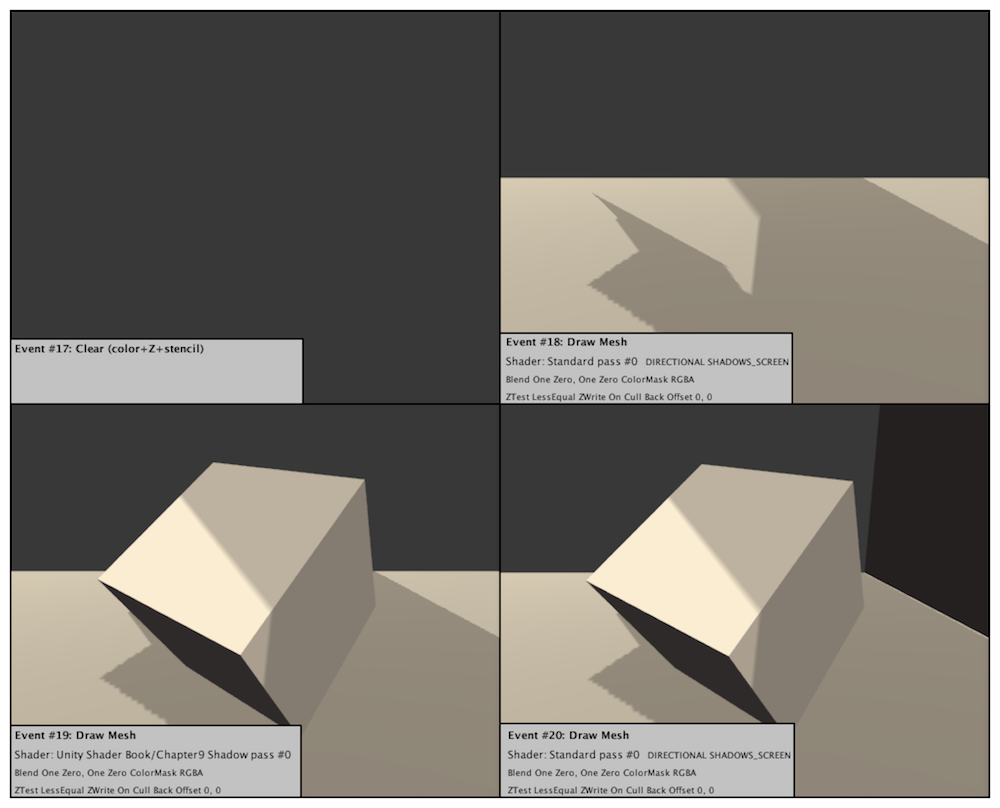 Event #17: Clear (color+Z+stencil)
Event #18: Draw Mesh
Shader: Standard pass #0 DIRECTIONAL SHADOWS_SCREEN
Blend One Zero, One Zero ColorMask RGBA
ZTest LessEqual ZWrite On Cull Back Offset 0, 0
Event #19: Draw Mesh
Shader: Unity Shader Book/Chapter9 Shadow pass #0
Blend One Zero, One Zero ColorMask RGBA
ZTest LessEqual ZWrite On Cull Back Offset 0, 0
Event #20: Draw Mesh
Shader: Standard pass #0 DIRECTIONAL SHADOWS_SCREEN
Blend One Zero, One Zero ColorMask RGBA
ZTest LessEqual ZWrite On Cull Back Offset 0, 0